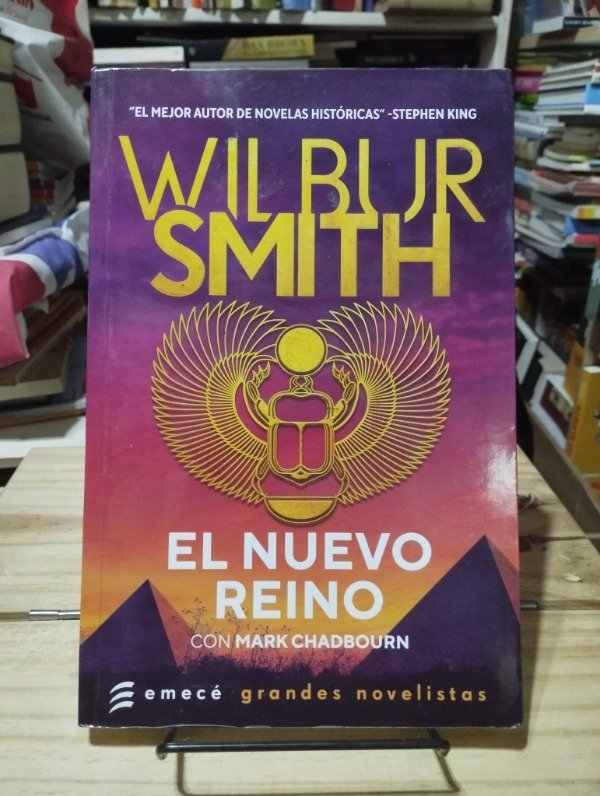 "EL MEJOR AUTOR DE NOVELAS HISTÓRICAS" -STEPHEN KING
WILBUR
SMITH
EL NUEVO
REINO
CON MARK CHADBOURN
emecé grandes novelistas